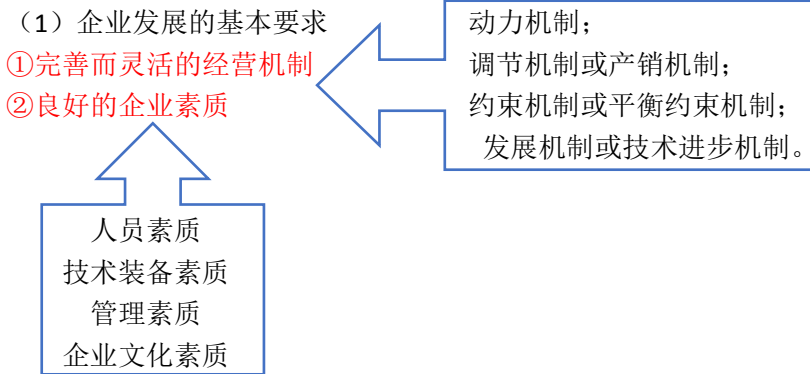 （1）企业发展的基本要求
①完善而灵活的经营机制
②良好的企业素质
动力机制；
调节机制或产销机制；
约束机制或平衡约束机制；
发展机制或技术进步机制。
人员素质
技术装备素质
管理素质
企业文化素质